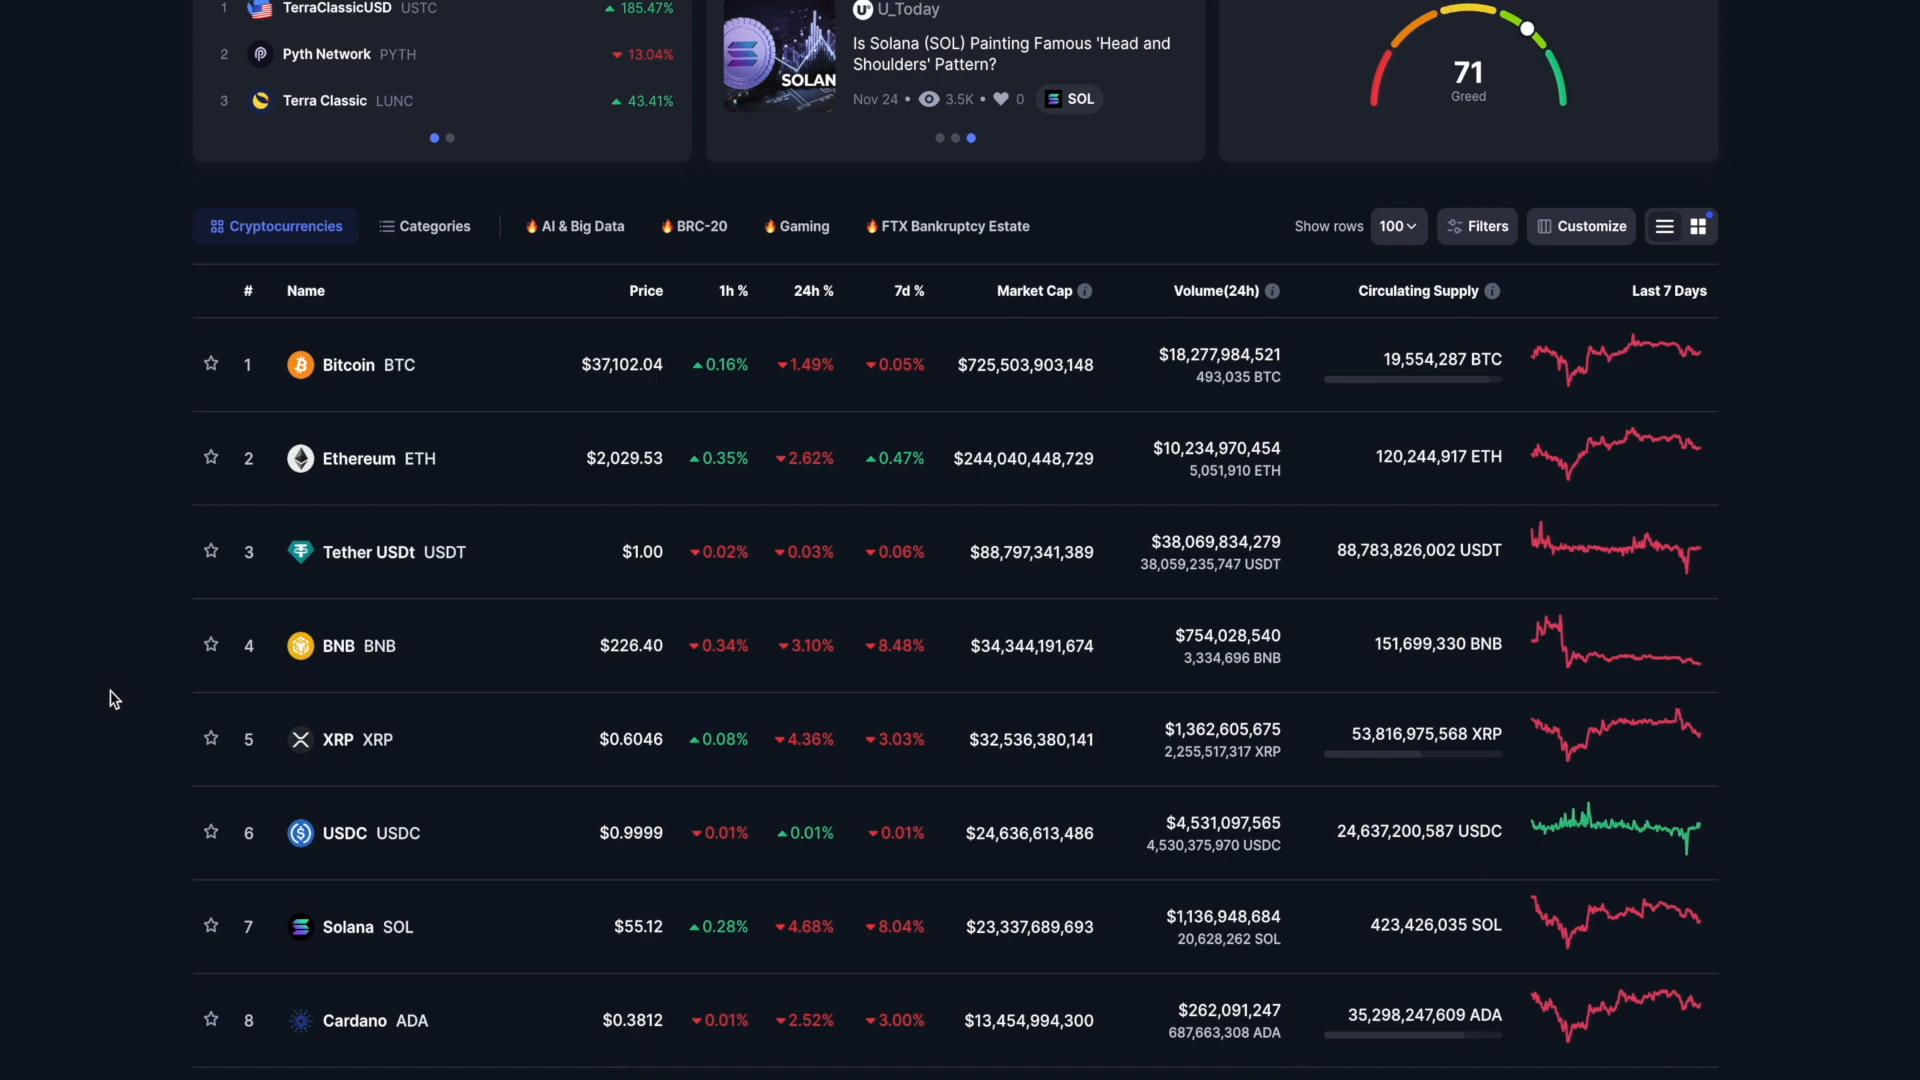 1 TerraClassicUSD USTC 185.47%
2 Pyth Network PYTH 13.04%
3 Terra Classic LUNC 43.41%
SOLAN
U_Today
Is Solana (SOL) Painting Famous 'Head and
Shoulders' Pattern?
Nov 24 • 3.5K • 0 SOL
71
Greed
Cryptocurrencies Categories AI & Big Data BRC-20 Gaming FTX Bankruptcy Estate Show rows 100 Filters Customize
# Name Price 1h % 24h % 7d % Market Cap Volume(24h) Circulating Supply Last 7 Days
1 Bitcoin BTC $37,102.04 0.16% 1.49% 0.05% $725,503,903,148 $18,277,984,521 19,554,287 BTC
493,035 BTC
2 Ethereum ETH $2,029.53 0.35% 2.62% 0.47% $244,040,448,729 $10,234,970,454 120,244,917 ETH
5,051,910 ETH
3 Tether USDt USDT $1.00 0.02% 0.03% 0.06% $88,797,341,389 $38,069,834,279 88,783,826,002 USDT
38,059,235,747 USDT
4 BNB BNB $226.40 0.34% 3.10% 8.48% $34,344,191,674 $754,028,540 151,699,330 BNB
3,334,696 BNB
5 XRP XRP $0.6046 0.08% 4.36% 3.03% $32,536,380,141 $1,362,605,675 53,816,975,568 XRP
2,255,517,317 XRP
6 USDC USDC $0.9999 0.01% 0.01% 0.01% $24,636,613,486 $4,531,097,565 24,637,200,587 USDC
4,530,375,970 USDC
7 Solana SOL $55.12 0.28% 4.68% 8.04% $23,337,689,693 $1,136,948,684 423,426,035 SOL
20,628,262 SOL
8 Cardano ADA $0.3812 0.01% 2.52% 3.00% $13,454,994,300 $262,091,247 35,298,247,609 ADA
687,663,308 ADA